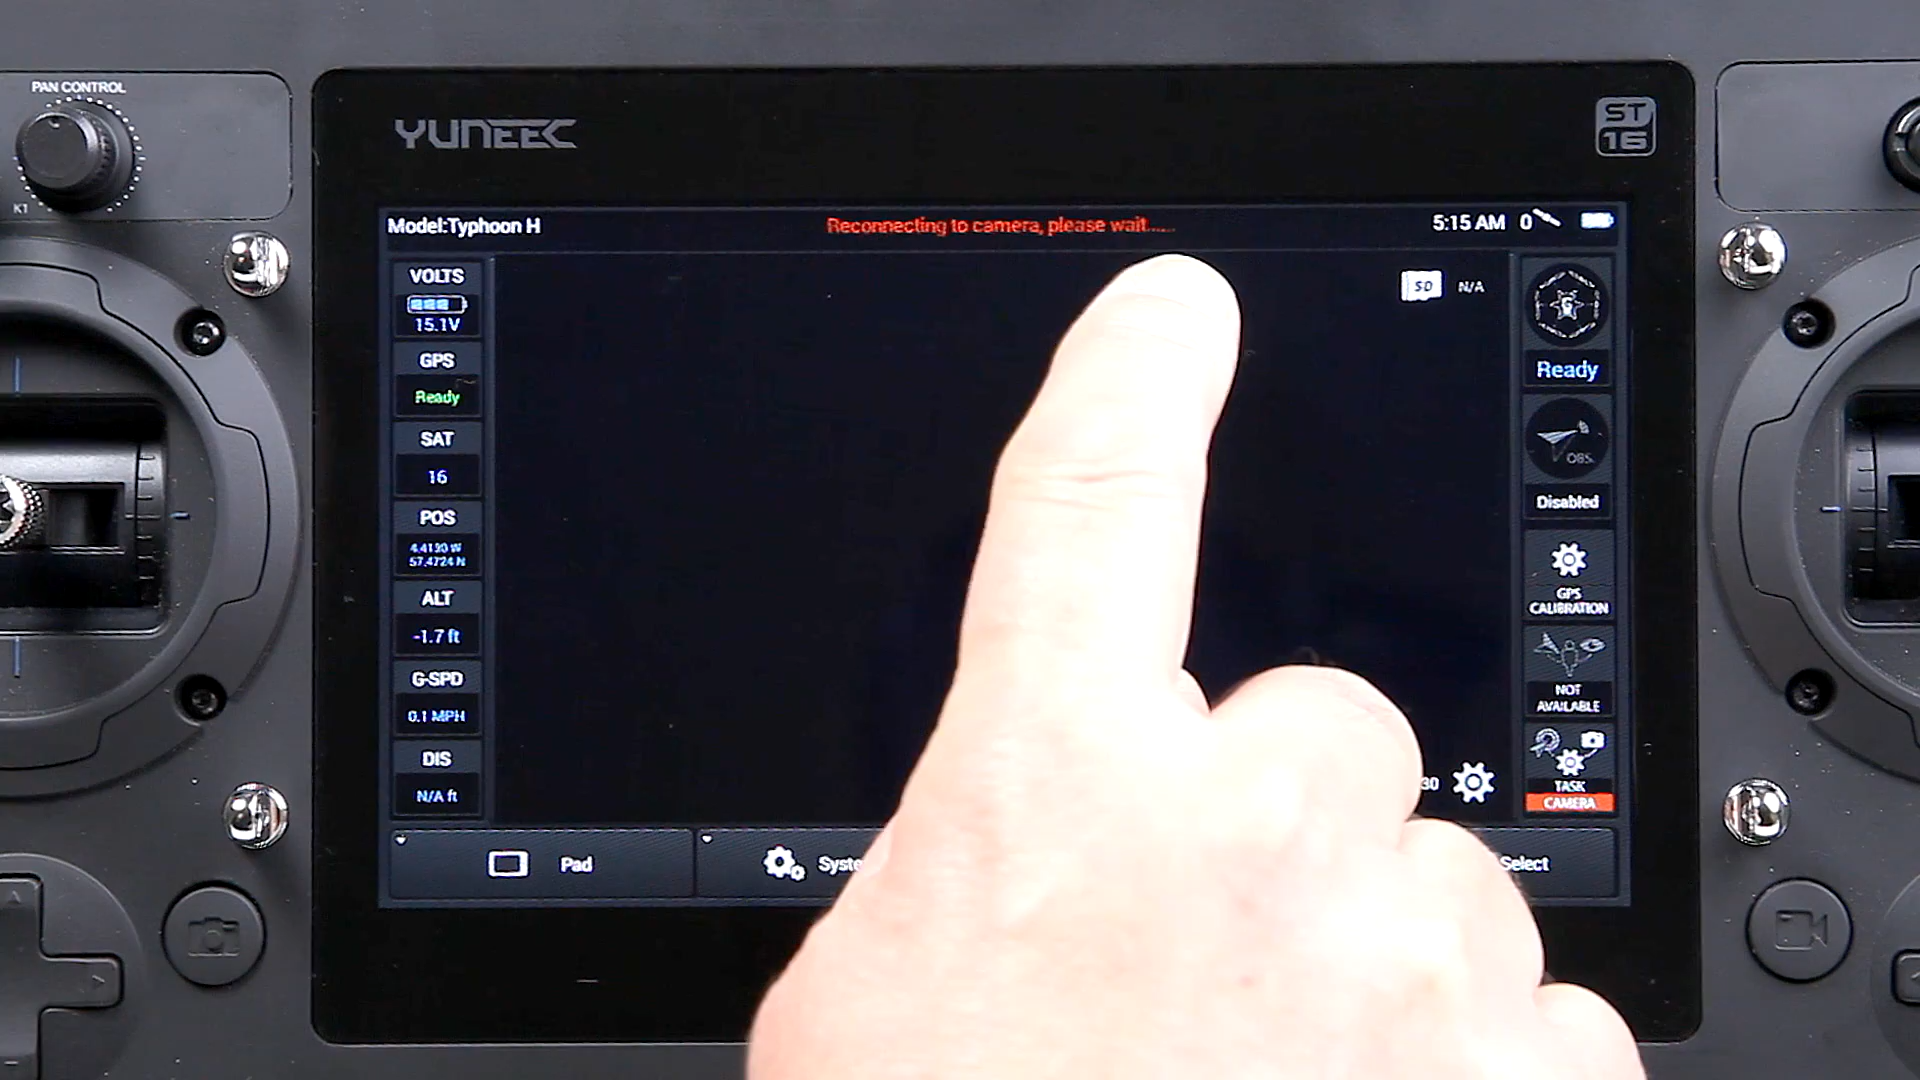 PAN CONTROL
K1
YUNEEC
ST
16
Model:Typhoon H
Reconnecting to camera, please wait......
5:15 AM 0
VOLTS
15.1V
GPS
Ready
SAT
16
POS
4.4130 W
57.4724 N
ALT
-1.7 ft
G-SPD
0.1 MPH
DIS
N/A ft
SD N/A
Ready
OBS.
Disabled
GPS
CALIBRATION
NOT
AVAILABLE
TASK
CAMERA
30
Pad
Syste
Select